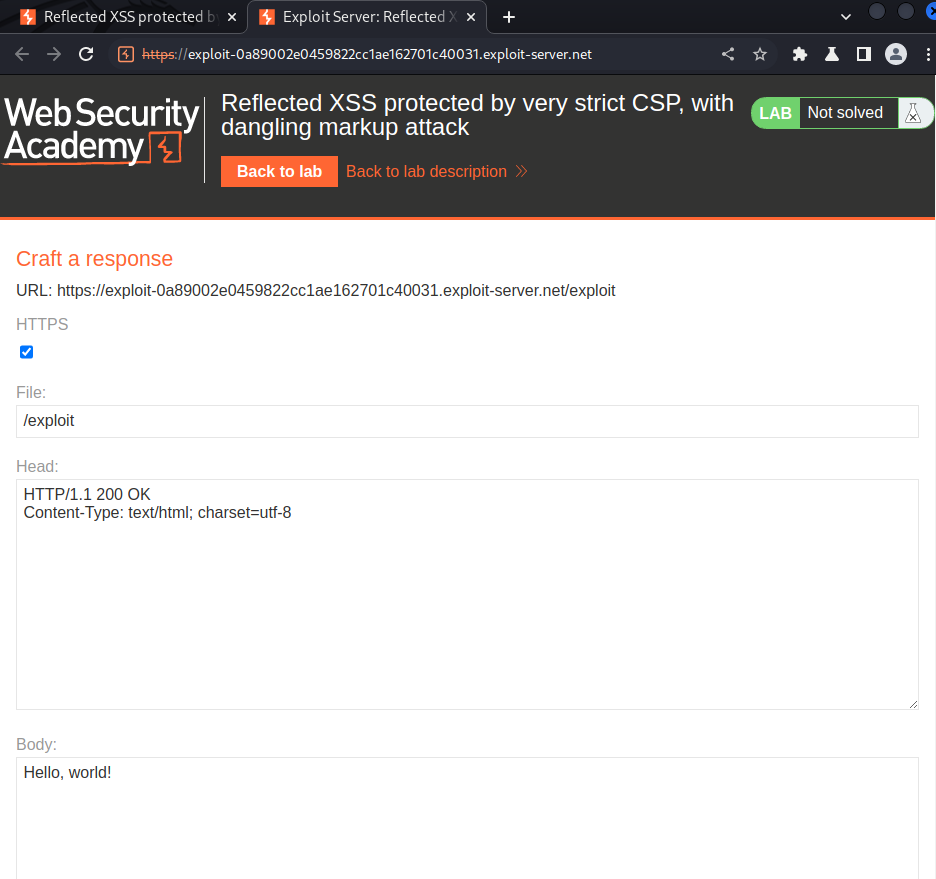 Reflected XSS protected b
Exploit Server: Reflected X
https://exploit-0a89002e0459822cc1ae162701c40031.exploit-server.net
Web Security
Academy
Reflected XSS protected by very strict CSP, with
dangling markup attack
LAB Not solved
Back to lab Back to lab description
Craft a response
URL: https://exploit-0a89002e0459822cc1ae162701c40031.exploit-server.net/exploit
HTTPS
File:
/exploit
Head:
HTTP/1.1 200 OK
Content-Type: text/html; charset=utf-8
Body:
Hello, world!